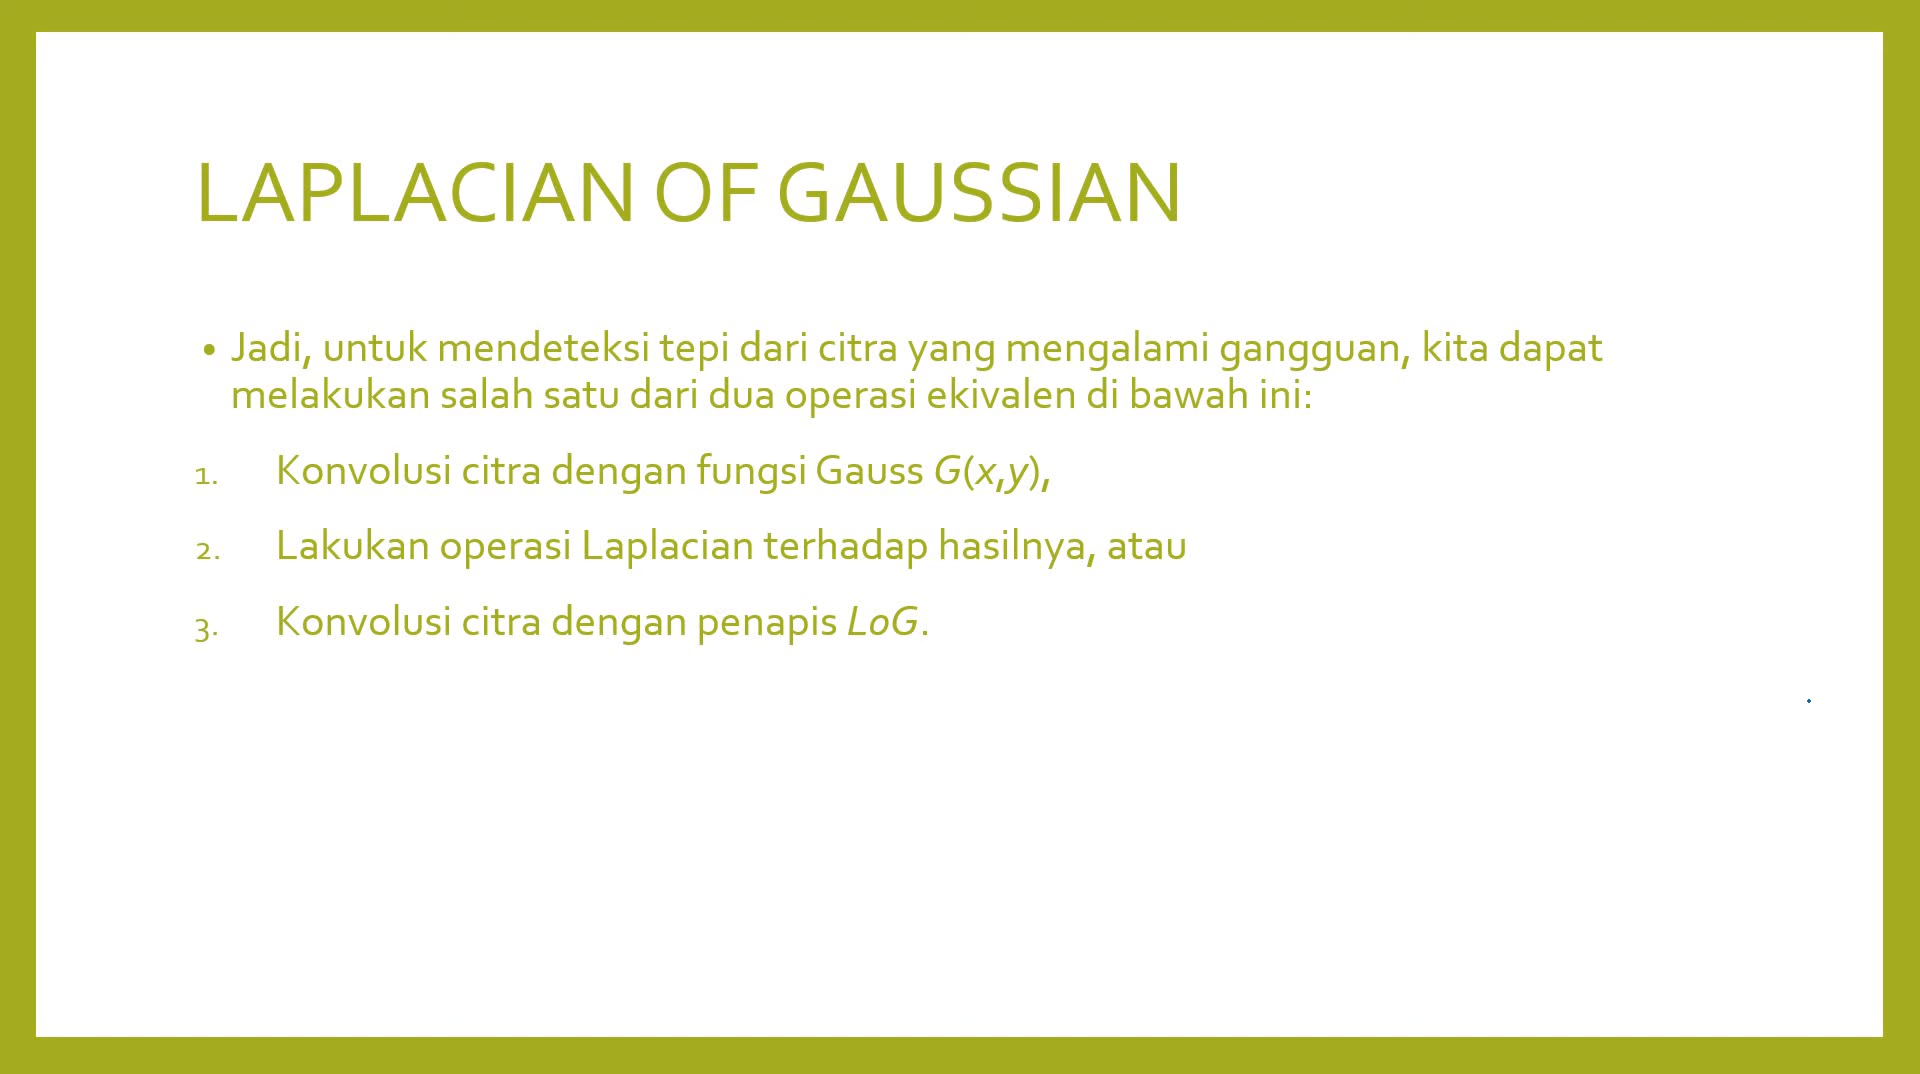 LAPLACIAN OF GAUSSIAN
• Jadi, untuk mendeteksi tepi dari citra yang mengalami gangguan, kita dapat
melakukan salah satu dari dua operasi ekivalen di bawah ini:
1. Konvolusi citra dengan fungsi Gauss G(x,y),
2. Lakukan operasi Laplacian terhadap hasilnya, atau
3. Konvolusi citra dengan penapis LoG.